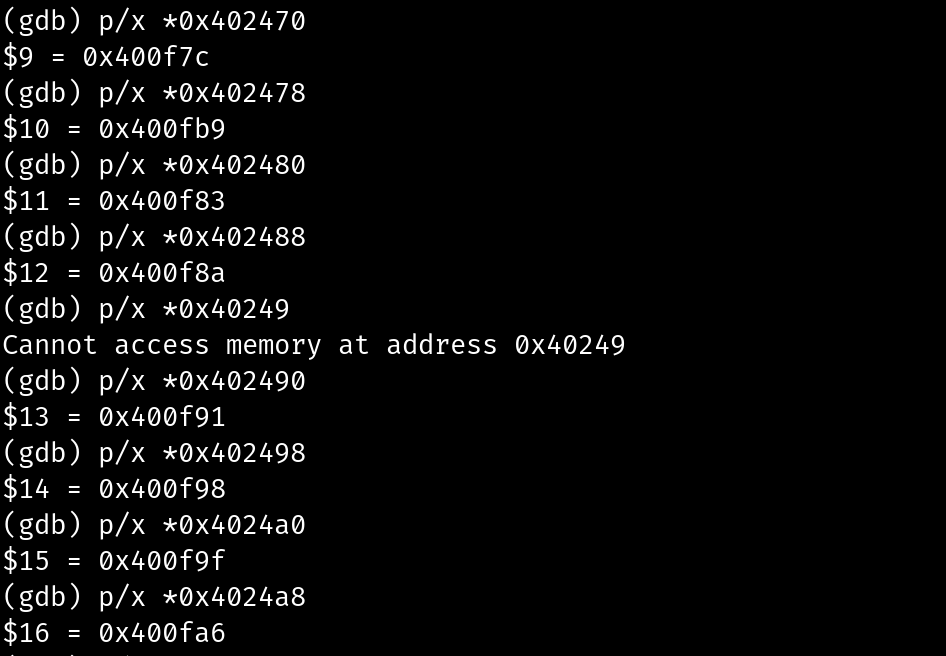 (gdb) p/x *0x402470
$9 = 0x400f7c
(gdb) p/x *0x402478
$10 = 0x400fb9
(gdb) p/x *0x402480
$11 = 0x400f83
(gdb) p/x *0x402488
$12 = 0x400f8a
(gdb) p/x *0x40249
Cannot access memory at address 0x40249
(gdb) p/x *0x402490
$13 = 0x400f91
(gdb) p/x *0x402498
$14 = 0x400f98
(gdb) p/x *0x4024a0
$15 = 0x400f9f
(gdb) p/x *0x4024a8
$16 = 0x400fa6